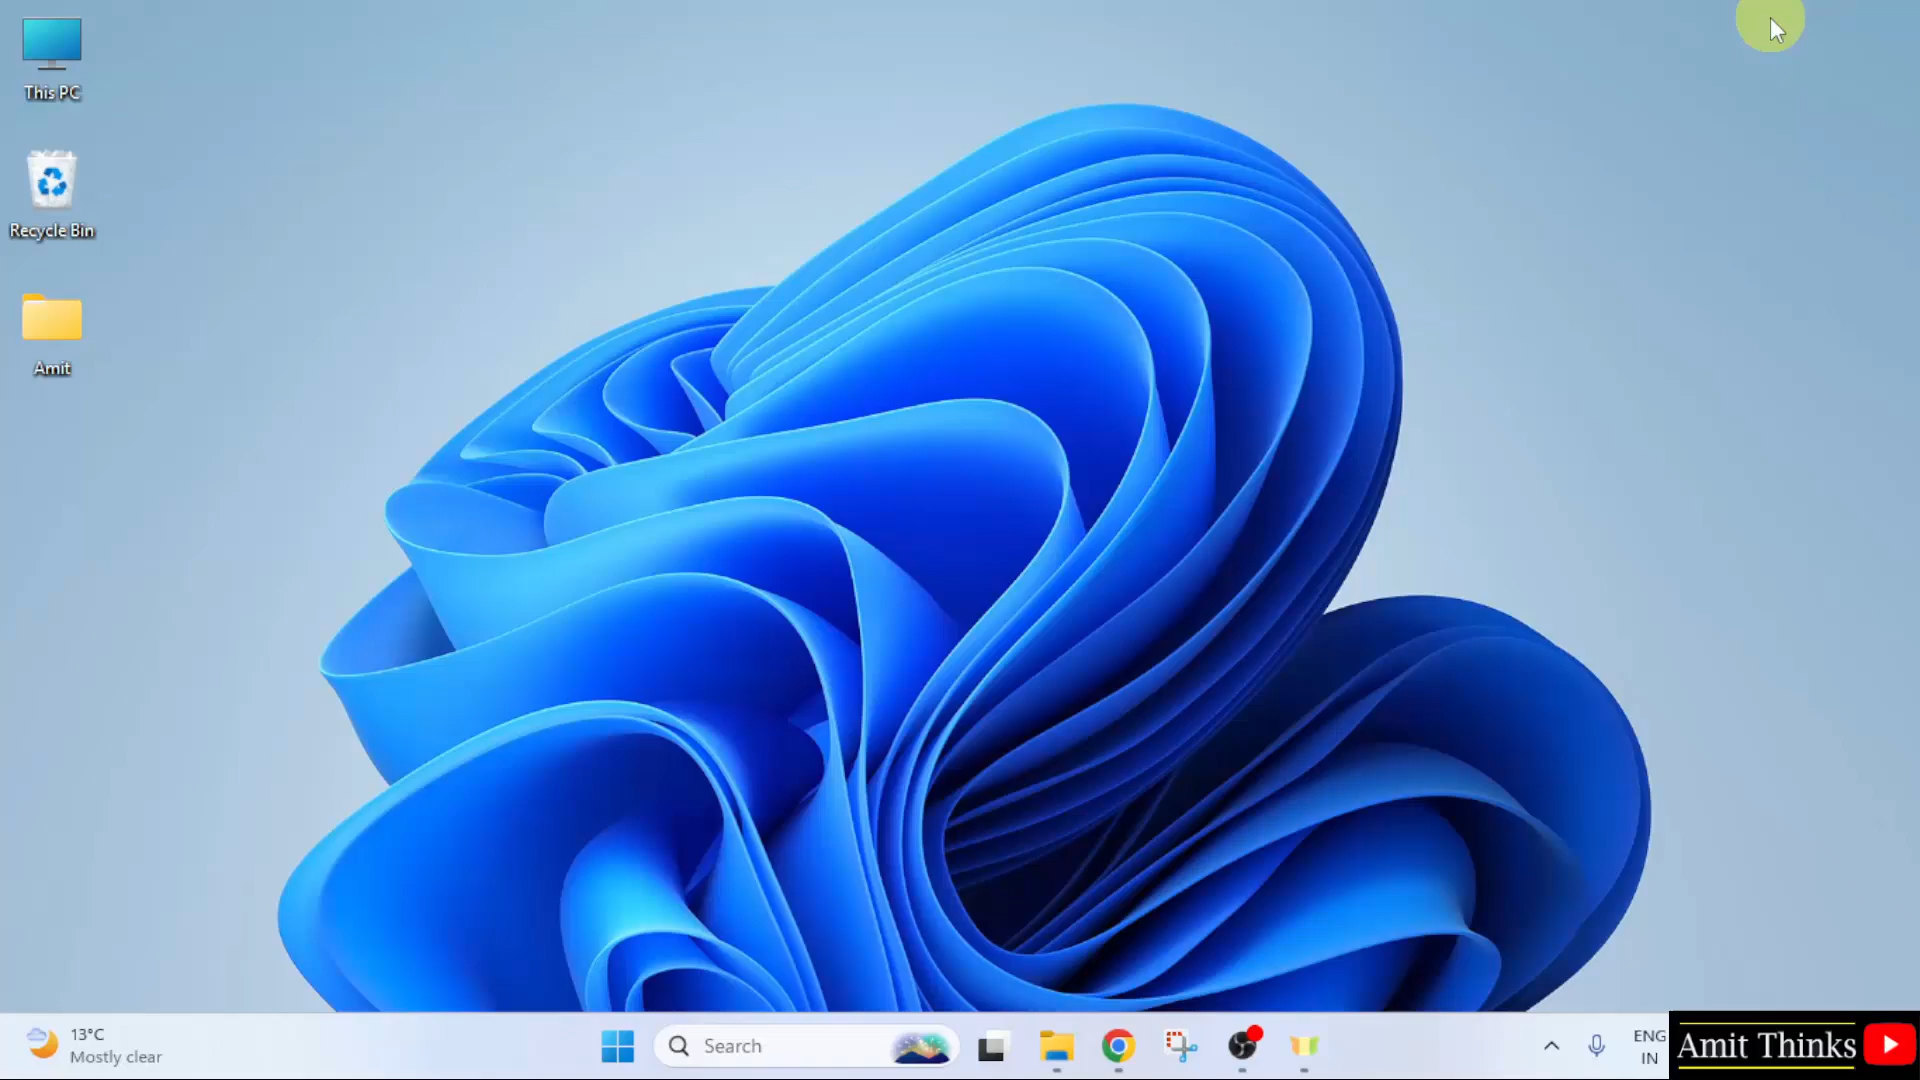 This PC
Recycle Bin
Amit
13°C
Mostly clear
Search
ENG
IN
Amit Thinks